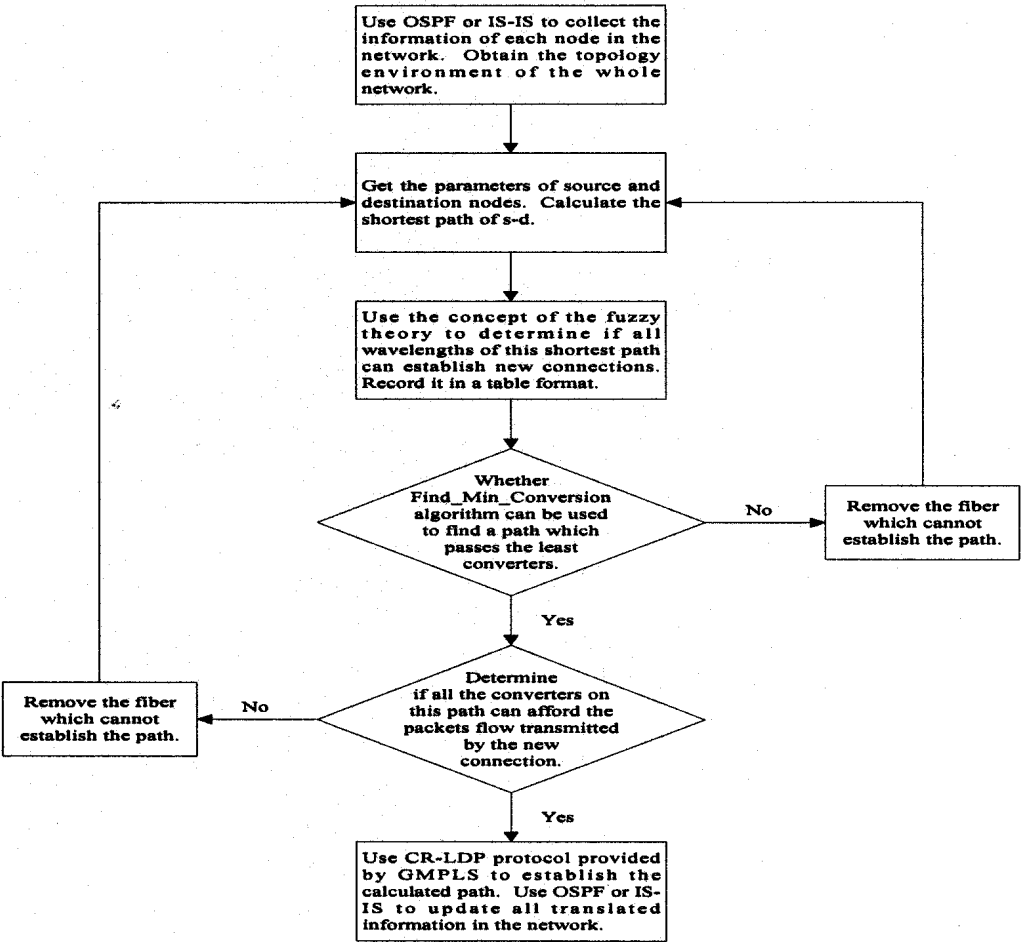 Use OSPF or IS-IS to collect the
information of each node in the
network. Obtain the topology
environment of the whole
network.
Get the parameters of source and
destination nodes. Calculate the
shortest path of s-d.
Use the concept of the fuzzy
theory to determine if all
wavelengths of this shortest path
can establish new connections.
Record it in a table format.
Whether
Find_Min_Conversion
algorithm can be used
to find a path which
passes the least
converters.
No
Remove the fiber
which cannot
establish the path.
Yes
Determine
if all the converters on
this path can afford the
packets flow transmitted
by the new
connection.
No
Remove the fiber
which cannot
establish the path.
Yes
Use CR-LDP protocol provided
by GMPLS to establish the
calculated path. Use OSPF or IS-
IS to update all translated
information in the network.